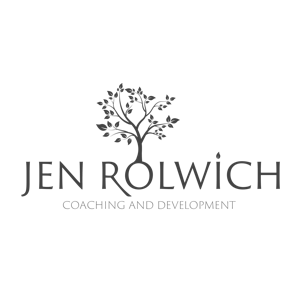 JEN ROLWiCH
COACHING AND DEVELOPMENT